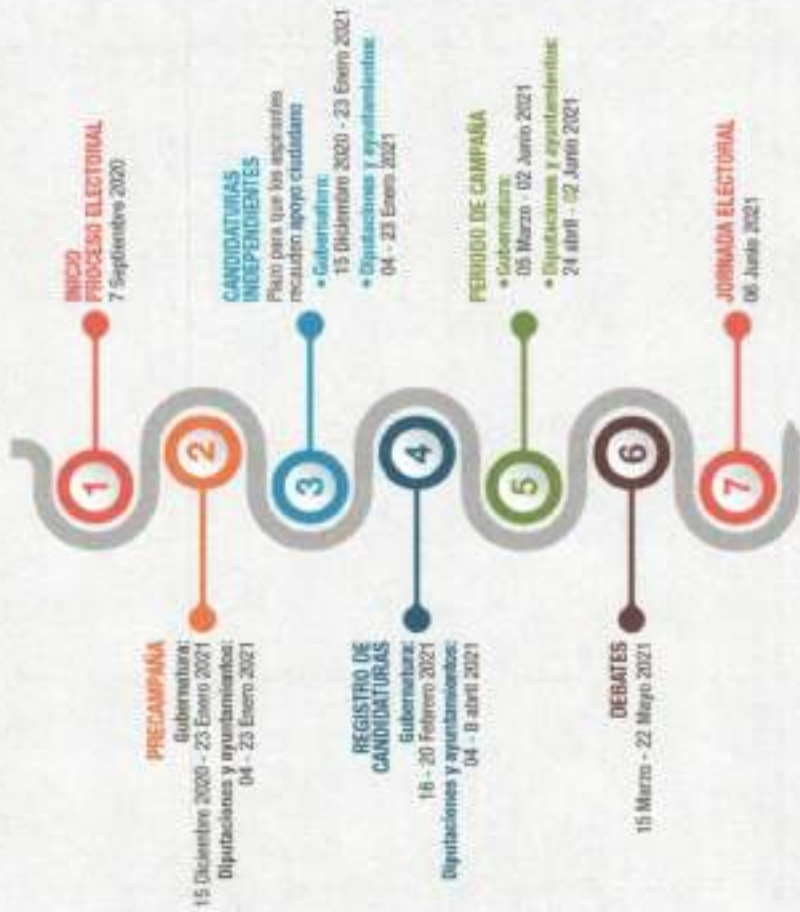 1
INICIO
PROCESO ELECTORAL
7 Septiembre 2020
2
PRECAMPAÑA
Gubernatura:
15 Diciembre 2020 - 23 Enero 2021
Diputaciones y ayuntamientos:
04 - 23 Enero 2021
3
CANDIDATURAS
INDEPENDIENTES
Plazo para que los aspirantes
recauden apoyo ciudadano
• Gubernatura:
15 Diciembre 2020 - 23 Enero 2021
• Diputaciones y ayuntamientos:
04 - 23 Enero 2021
4
REGISTRO DE
CANDIDATURAS
Gubernatura:
16 - 20 Febrero 2021
Diputaciones y ayuntamientos:
04 - 8 abril 2021
5
PERIODO DE CAMPAÑA
• Gubernatura:
05 Marzo - 02 Junio 2021
• Diputaciones y ayuntamientos:
24 abril - 02 Junio 2021
6
DEBATES
15 Marzo - 22 Mayo 2021
7
JORNADA ELECTORAL
06 Junio 2021